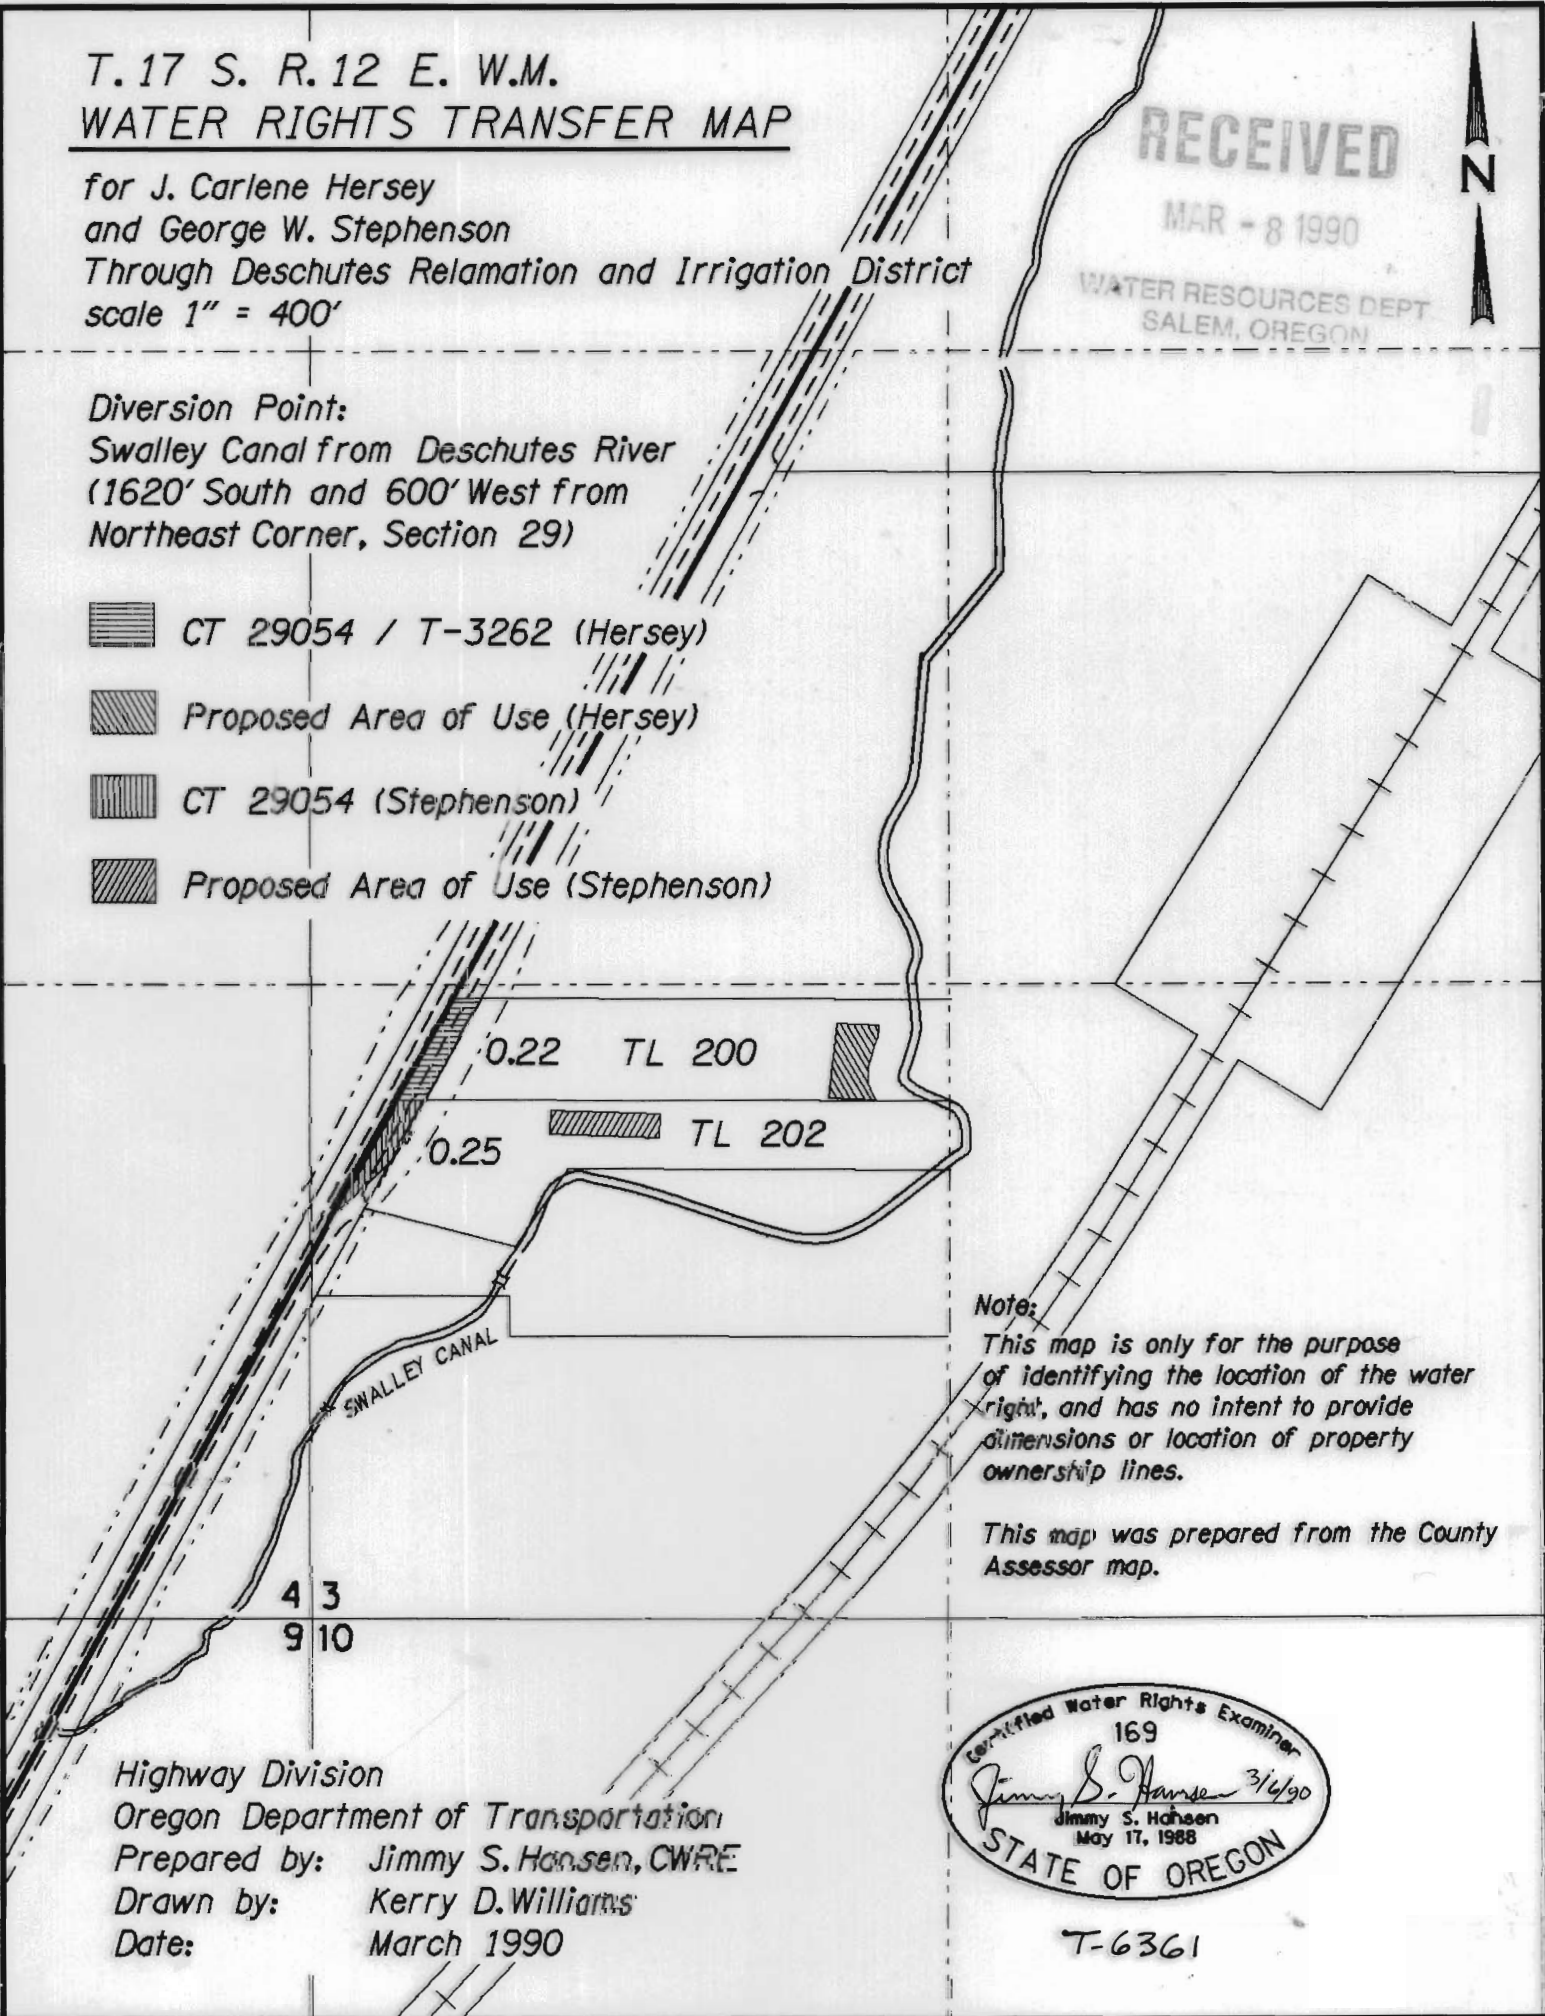 T. 17 S. R. 12 E. W.M.
WATER RIGHTS TRANSFER MAP
for J. Carlene Hersey
and George W. Stephenson
Through Deschutes Relamation and Irrigation District
scale 1" = 400'
RECEIVED
MAR - 8 1990
WATER RESOURCES DEPT
SALEM, OREGON
N
Diversion Point:
Swalley Canal from Deschutes River
(1620' South and 600' West from
Northeast Corner, Section 29)
CT 29054 / T-3262 (Hersey)
Proposed Area of Use (Hersey)
CT 29054 (Stephenson)
Proposed Area of Use (Stephenson)
0.22 TL 200
0.25 TL 202
SWALLEY CANAL
Note:
This map is only for the purpose
of identifying the location of the water
right, and has no intent to provide
dimensions or location of property
ownership lines.
This map was prepared from the County
Assessor map.
4 3
9 10
Highway Division
Oregon Department of Transportation
Prepared by: Jimmy S. Hansen, CWRE
Drawn by: Kerry D. Williams
Date: March 1990
Certified Water Rights Examiner
169
Jimmy S. Hansen 3/6/90
Jimmy S. Hansen
May 17, 1988
STATE OF OREGON
T-6361